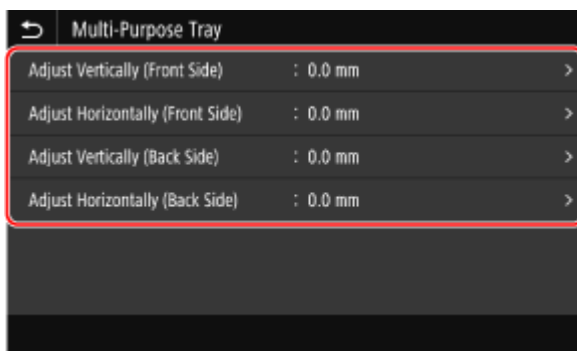 Multi-Purpose Tray
Adjust Vertically (Front Side) : 0.0 mm >
Adjust Horizontally (Front Side) : 0.0 mm >
Adjust Vertically (Back Side) : 0.0 mm >
Adjust Horizontally (Back Side) : 0.0 mm >